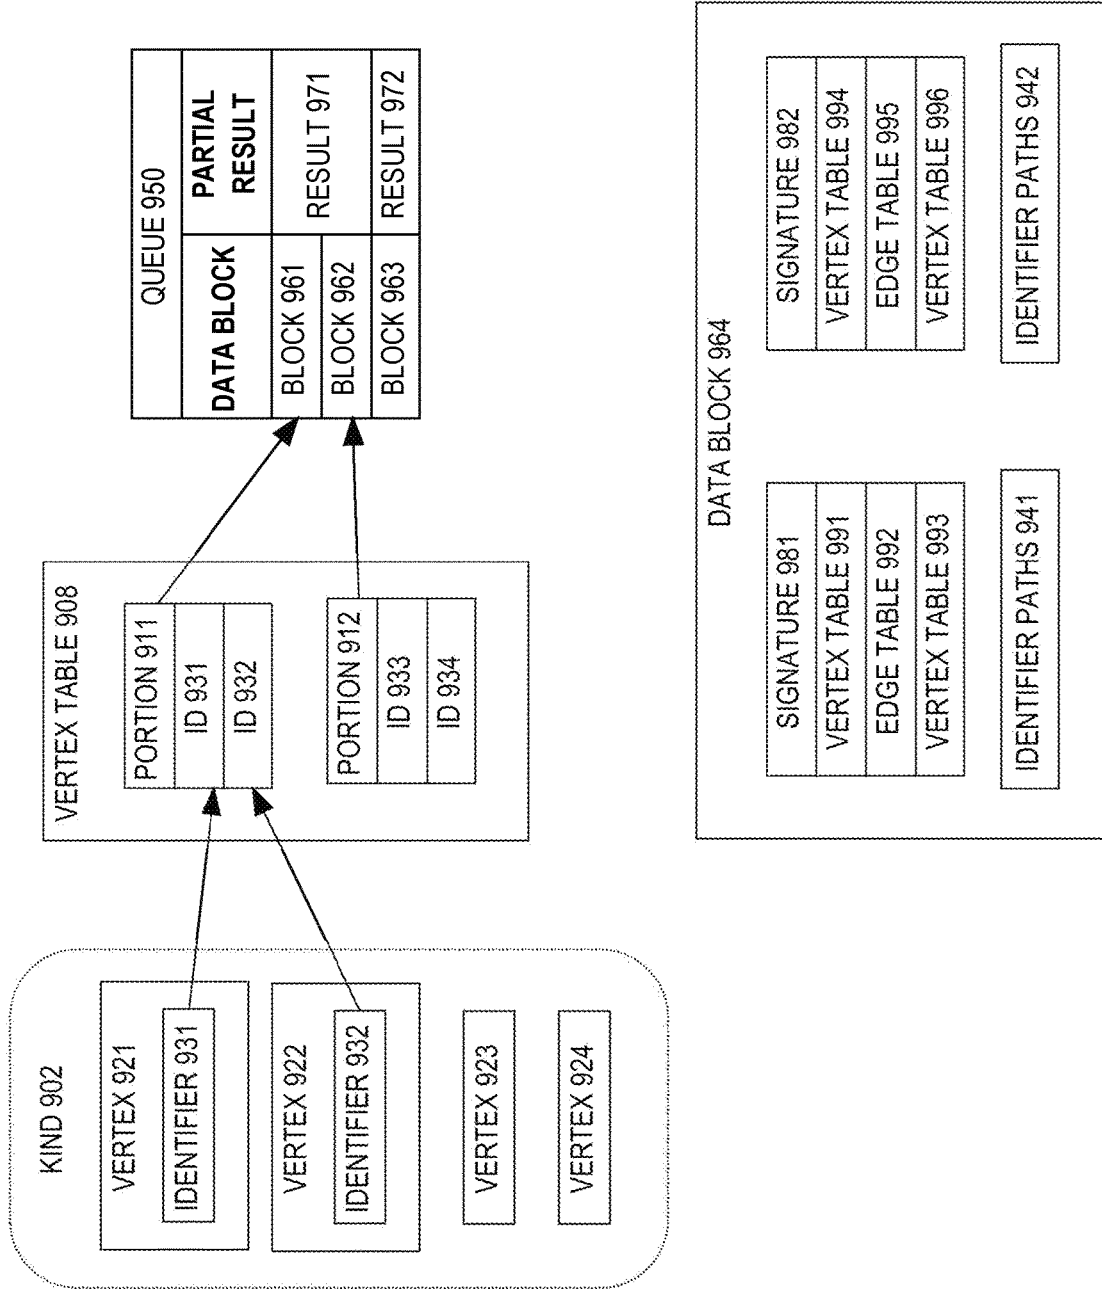 KIND 902
VERTEX 921
IDENTIFIER 931
VERTEX 922
IDENTIFIER 932
VERTEX 923
VERTEX 924
VERTEX TABLE 908
PORTION 911
ID 931
ID 932
PORTION 912
ID 933
ID 934
QUEUE 950
DATA BLOCK
PARTIAL
RESULT
BLOCK 961
BLOCK 962
RESULT 971
BLOCK 963
RESULT 972
DATA BLOCK 964
SIGNATURE 981
VERTEX TABLE 991
EDGE TABLE 992
VERTEX TABLE 993
IDENTIFIER PATHS 941
SIGNATURE 982
VERTEX TABLE 994
EDGE TABLE 995
VERTEX TABLE 996
IDENTIFIER PATHS 942